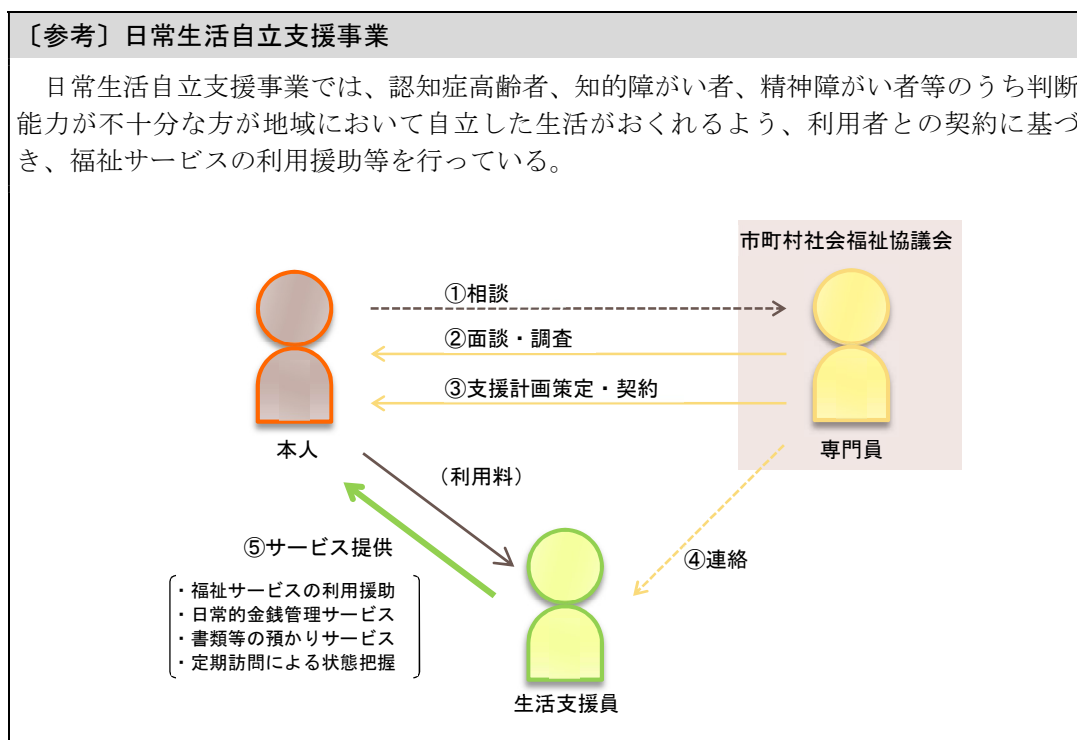 〔参考〕日常生活自立支援事業
日常生活自立支援事業では、認知症高齢者、知的障がい者、精神障がい者等のうち判断
能力が不十分な方が地域において自立した生活がおくれるよう、利用者との契約に基づ
き、福祉サービスの利用援助等を行っている。
市町村社会福祉協議会
①相談
②面談・調査
③支援計画策定・契約
本人
専門員
（利用料）
⑤サービス提供
④連絡
・福祉サービスの利用援助
・日常的金銭管理サービス
・書類等の預かりサービス
・定期訪問による状態把握
生活支援員